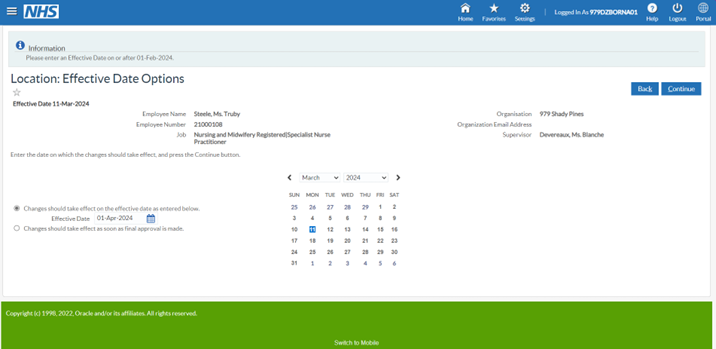 NHS
Home Favorites Settings Logged In As 979DZBORNA01 Help Logout Portal
Information
Please enter an Effective Date on or after 01-Feb-2024.
Location: Effective Date Options
Back Continue
Effective Date 11-Mar-2024
Employee Name Steele, Ms. Truby Organisation 979 Shady Pines
Employee Number 21000108 Organization Email Address
Job Nursing and Midwifery Registered|Specialist Nurse Supervisor Devereaux, Ms. Blanche
Practitioner
Enter the date on which the changes should take effect, and press the Continue button.
March 2024
SUN MON TUE WED THU FRI SAT
25 26 27 28 29 1 2
3 4 5 6 7 8 9
10 11 12 13 14 15 16
17 18 19 20 21 22 23
24 25 26 27 28 29 30
31 1 2 3 4 5 6
Changes should take effect on the effective date as entered below.
Effective Date 01-Apr-2024
Changes should take effect as soon as final approval is made.
Copyright (c) 1998, 2022, Oracle and/or its affiliates. All rights reserved.
Switch to Mobile